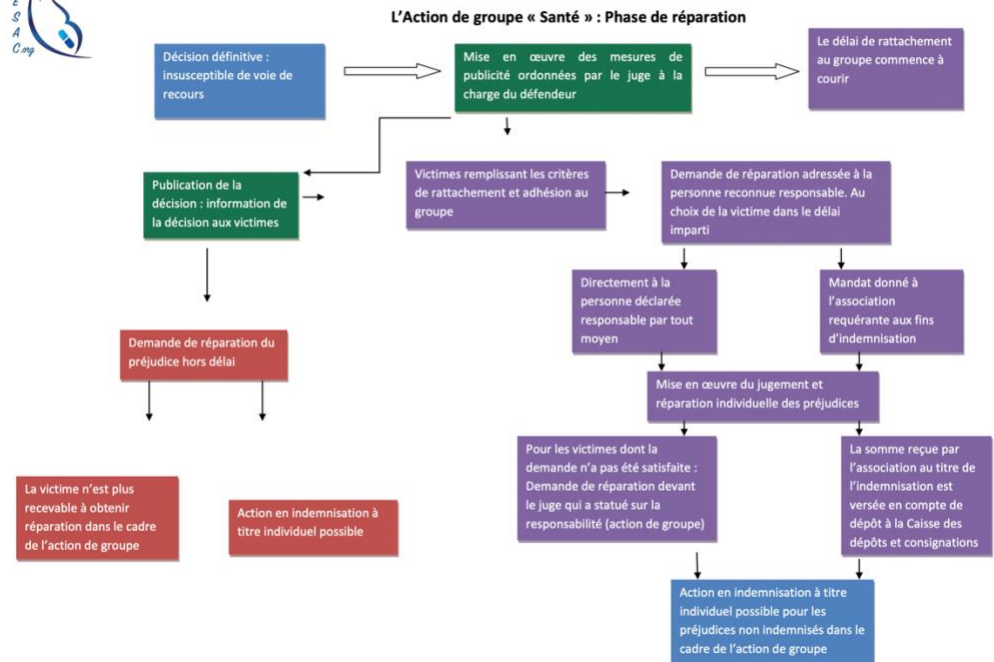 E
S
A
C.mg
L'Action de groupe « Santé » : Phase de réparation
Décision définitive :
insusceptible de voie de
recours
Mise en œuvre des mesures de
publicité ordonnées par le juge à la
charge du défendeur
Le délai de rattachement
au groupe commence à
courir
Publication de la
décision : information de
la décision aux victimes
Victimes remplissant les critères
de rattachement et adhésion au
groupe
Demande de réparation adressée à la
personne reconnue responsable. Au
choix de la victime dans le délai
imparti
Directement à la
personne déclarée
responsable par tout
moyen
Mandat donné à
l'association
requérante aux fins
d'indemnisation
Demande de réparation du
préjudice hors délai
Mise en œuvre du jugement et
réparation individuelle des préjudices
La victime n'est plus
recevable à obtenir
réparation dans le cadre
de l'action de groupe
Action en indemnisation à
titre individuel possible
Pour les victimes dont la
demande n'a pas été satisfaite :
Demande de réparation devant
le juge qui a statué sur la
responsabilité (action de groupe)
La somme reçue par
l'association au titre de
l'indemnisation est
versée en compte de
dépôt à la Caisse des
dépôts et consignations
Action en indemnisation à titre
individuel possible pour les
préjudices non indemnisés dans le
cadre de l'action de groupe